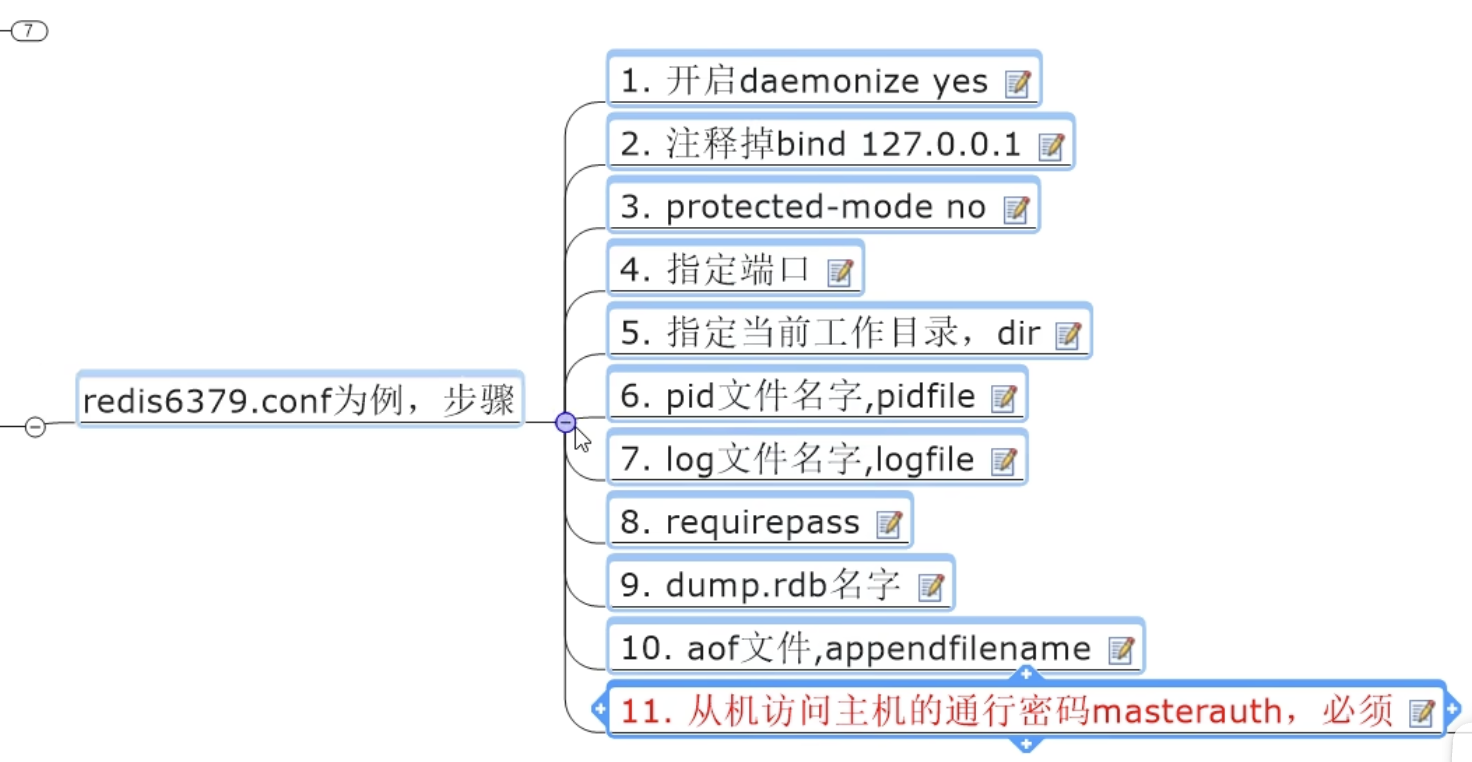 7
1. 开启daemonize yes
2. 注释掉bind 127.0.0.1
3. protected-mode no
4. 指定端口
5. 指定当前工作目录，dir
redis6379.conf为例，步骤
6. pid文件名字,pidfile
7. log文件名字,logfile
8. requirepass
9. dump.rdb名字
10. aof文件,appendfilename
11. 从机访问主机的通行密码masterauth，必须